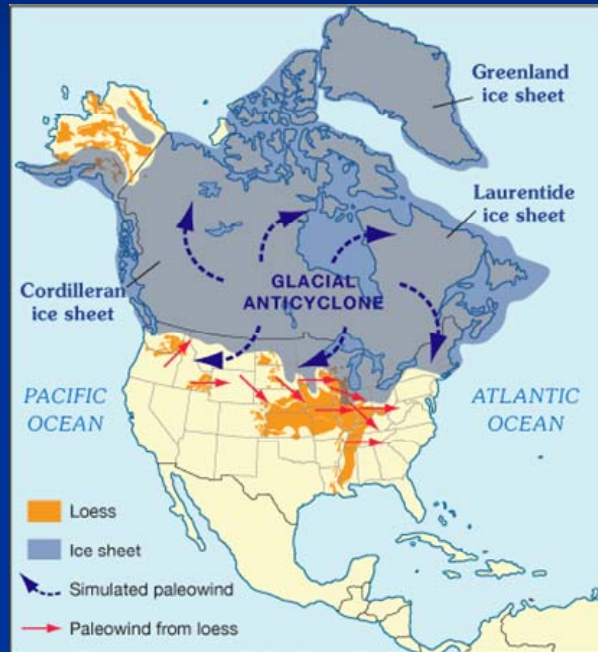 Greenland
ice sheet
Laurentide
ice sheet
GLACIAL
ANTICYCLONE
Cordilleran
ice sheet
PACIFIC
OCEAN
ATLANTIC
OCEAN
Loess
Ice sheet
Simulated paleowind
Paleowind from loess